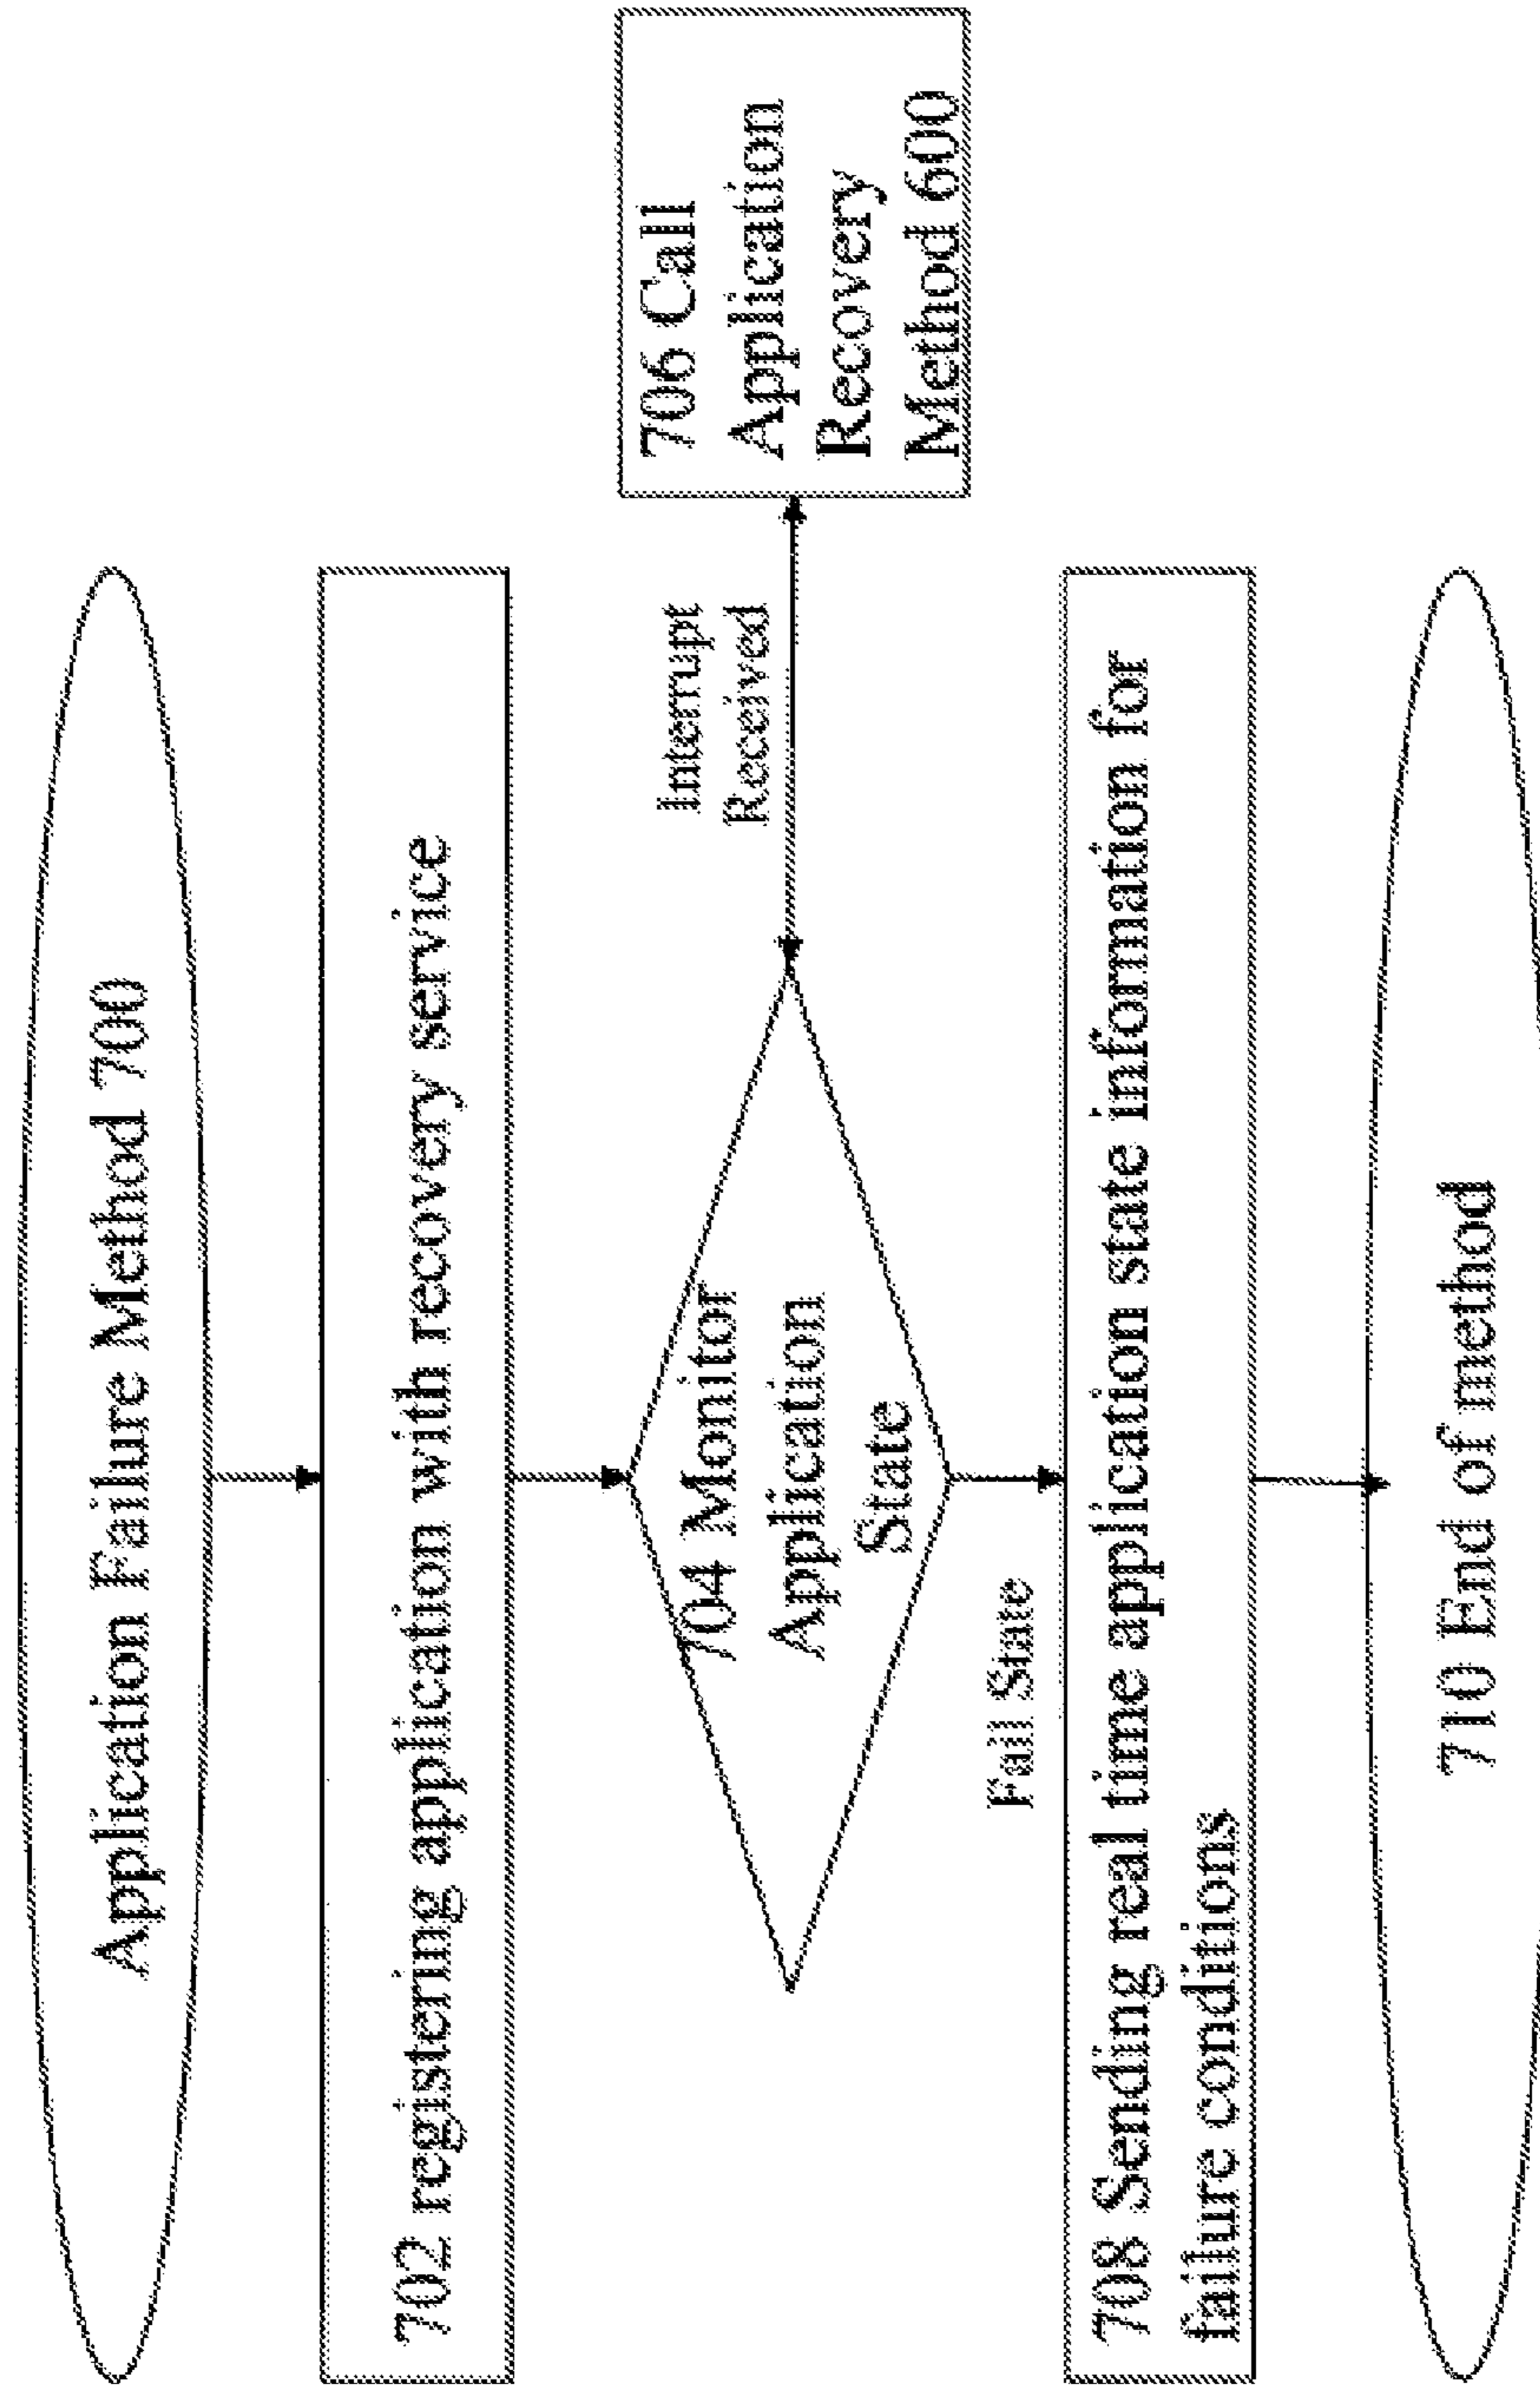 Application Failure Method 700
702 registering application with recovery service
704 Monitor
Application
State
Interrupt
Received
706 Call
Application
Recovery
Method 600
Fail State
708 Sending real time application state information for
failure conditions
710 End of method